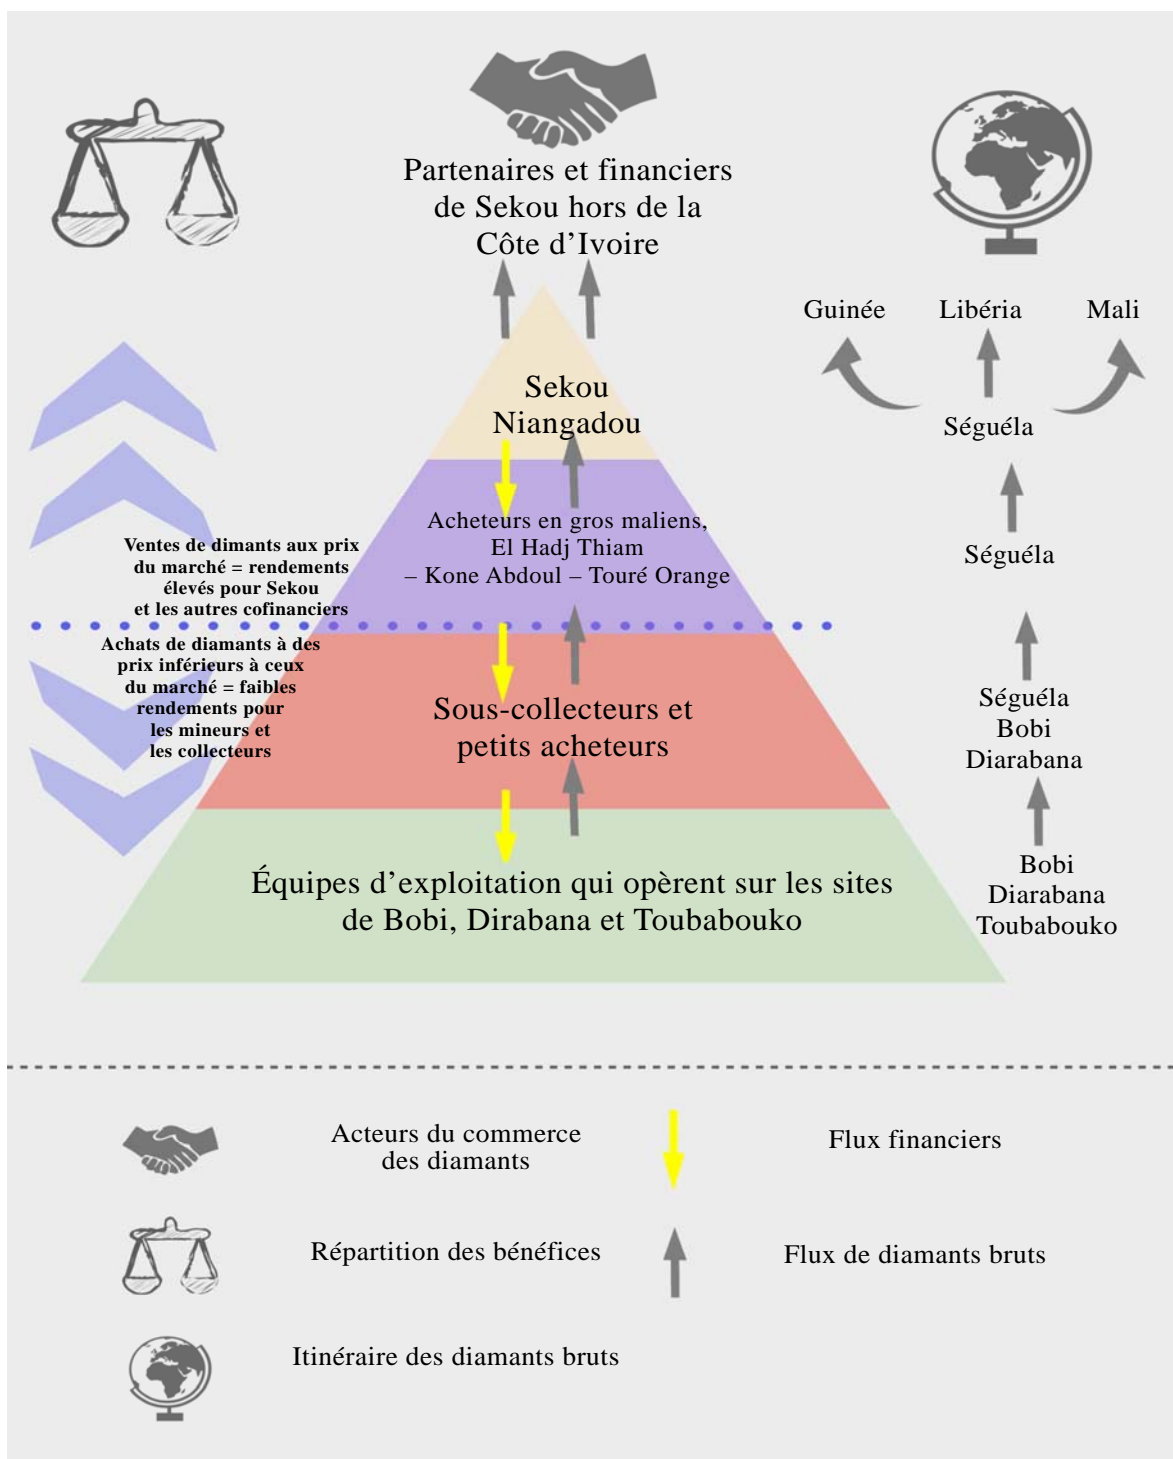 Partenaires et financiers
de Sekou hors de la
Côte d’Ivoire
Guinée
Libéria
Mali
Sekou
Niangadou
Séguéla
Acheteurs en gros maliens,
El Hadj Thiam
– Kone Abdoul – Touré Orange
Séguéla
Ventes de dimants aux prix
du marché = rendements
élevés pour Sekou
et les autres cofinanciers
Achats de diamants à des
prix inférieurs à ceux
du marché = faibles
rendements pour
les mineurs et
les collecteurs
Sous-collecteurs et
petits acheteurs
Séguéla
Bobi
Diarabana
Équipes d’exploitation qui opèrent sur les sites
de Bobi, Dirabana et Toubabouko
Bobi
Diarabana
Toubabouko
Acteurs du commerce
des diamants
Flux financiers
Répartition des bénéfices
Flux de diamants bruts
Itinéraire des diamants bruts